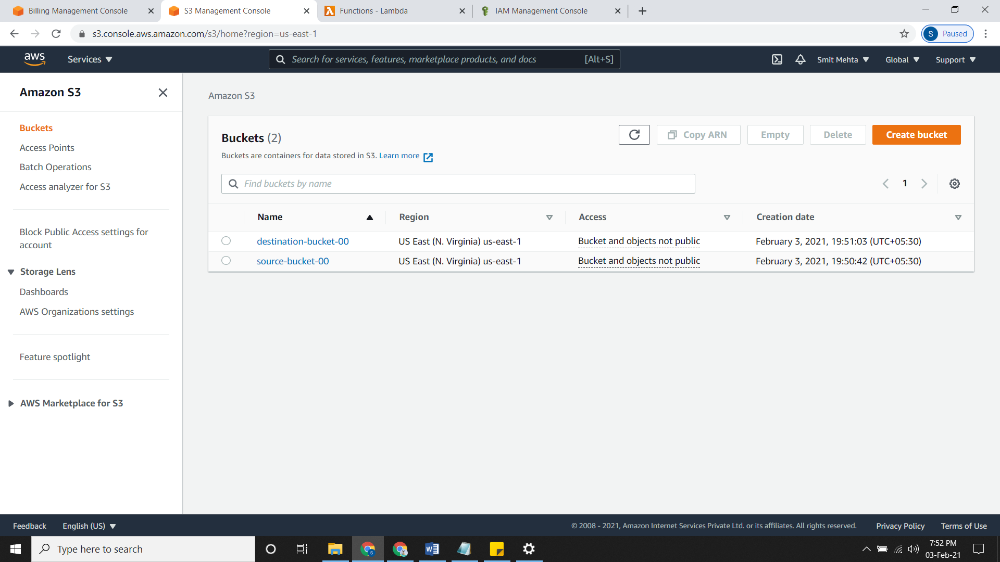 Billing Management Console
S3 Management Console
Functions - Lambda
IAM Management Console
s3.console.aws.amazon.com/s3/home?region=us-east-1
S
Paused
aws
Services
Search for services, features, marketplace products, and docs
[Alt+S]
Smit Mehta
Global
Support
Amazon S3
Buckets
Access Points
Batch Operations
Access analyzer for S3
Block Public Access settings for
account
Storage Lens
Dashboards
AWS Organizations settings
Feature spotlight
AWS Marketplace for S3
Amazon S3
Buckets (2)
Copy ARN
Empty
Delete
Create bucket
Buckets are containers for data stored in S3. Learn more
Find buckets by name
1
Name
Region
Access
Creation date
destination-bucket-00
US East (N. Virginia) us-east-1
Bucket and objects not public
February 3, 2021, 19:51:03 (UTC+05:30)
source-bucket-00
US East (N. Virginia) us-east-1
Bucket and objects not public
February 3, 2021, 19:50:42 (UTC+05:30)
Feedback
English (US)
© 2008 - 2021, Amazon Internet Services Private Ltd. or its affiliates. All rights reserved.
Privacy Policy
Terms of Use
Type here to search
7:52 PM
03-Feb-21